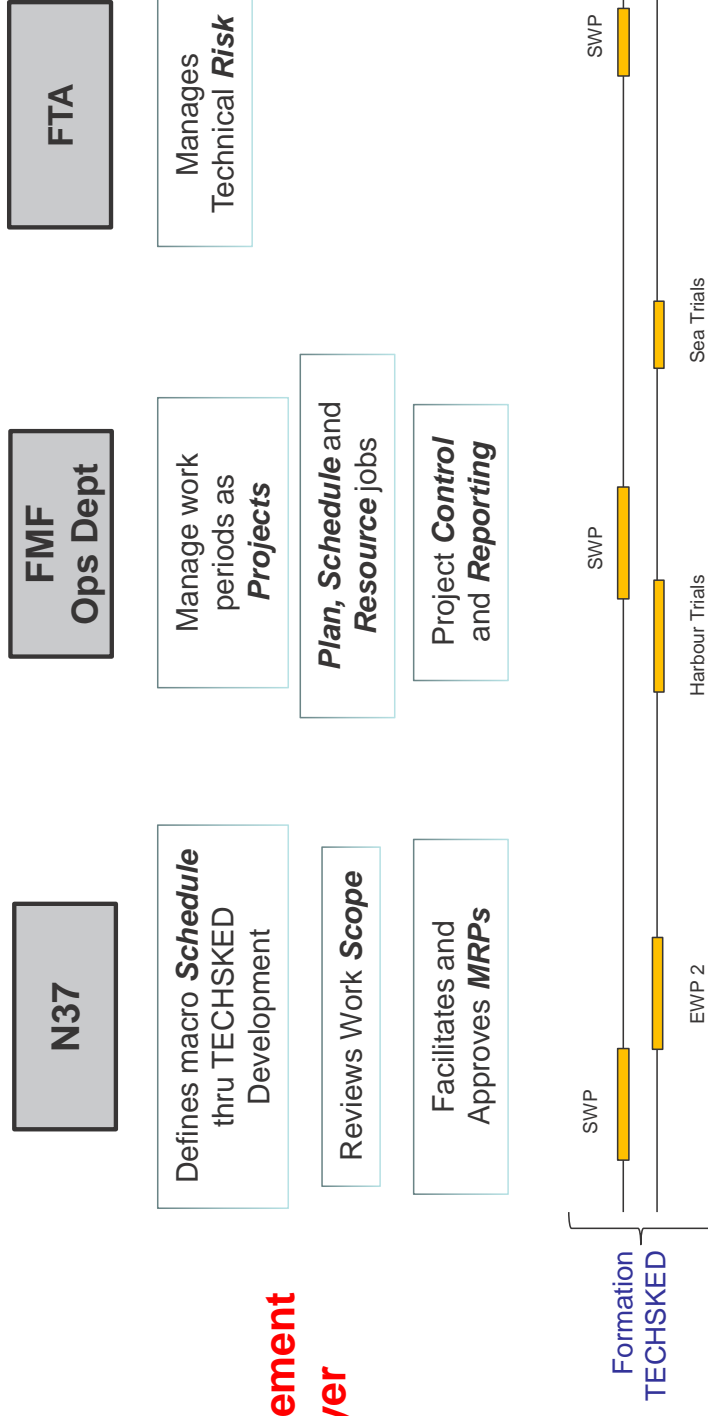 N37
FMF
Ops Dept
FTA
Defines macro Schedule
thru TECHSKED
Development
Manage work
periods as
Projects
Manages
Technical Risk
Reviews Work Scope
Plan, Schedule and
Resource jobs
Facilitates and
Approves MRPs
Project Control
and Reporting
ement
yer
Formation
TECHSKED
SWP
SWP
SWP
EWP 2
Harbour Trials
Sea Trials